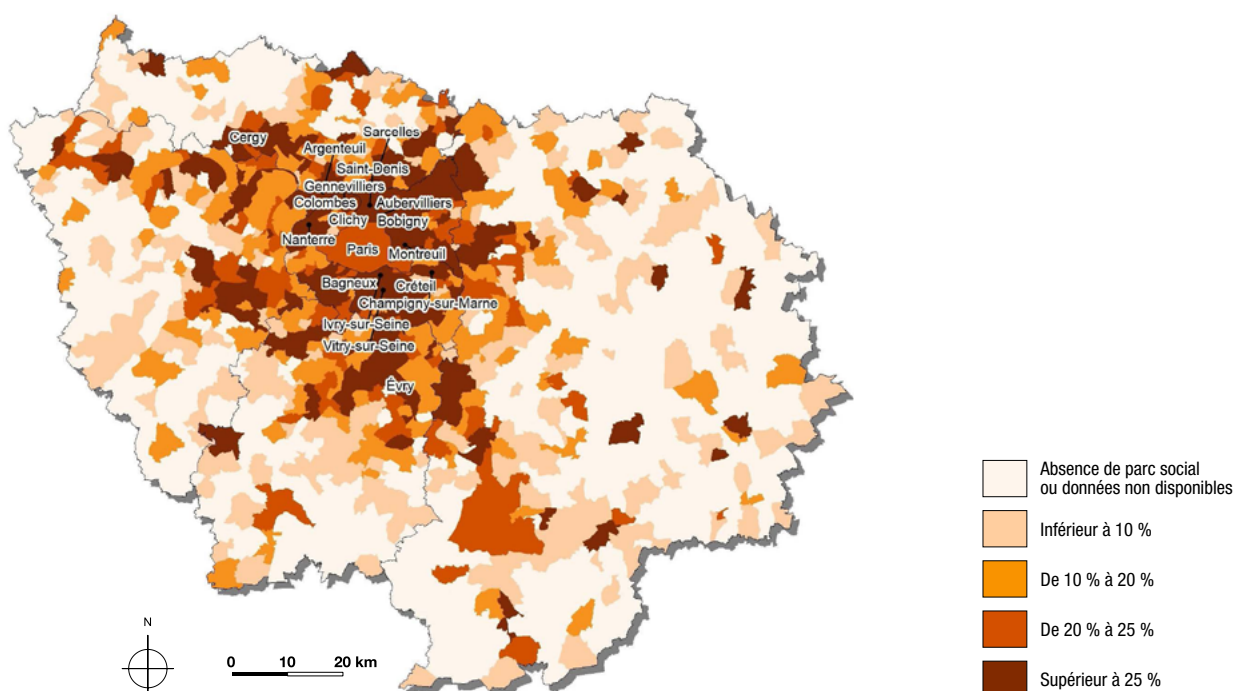 Cergy
Sarcelles
Argenteuil
Saint-Denis
Gennevilliers
Colombes
Aubervilliers
Clichy
Bobigny
Nanterre
Paris
Montreuil
Bagneux
Créteil
Champigny-sur-Marne
Ivry-sur-Seine
Vitry-sur-Seine
Évry
Absence de parc social
ou données non disponibles
Inférieur à 10 %
De 10 % à 20 %
De 20 % à 25 %
Supérieur à 25 %
N
0 10 20 km